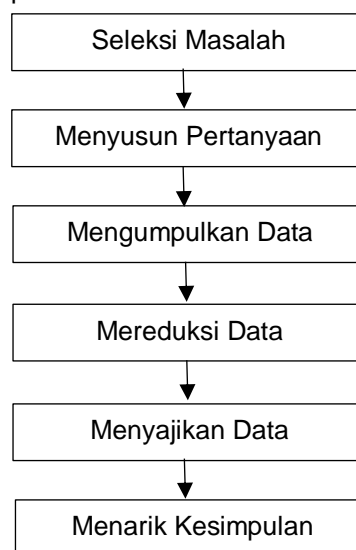 Seleksi Masalah
Menyusun Pertanyaan
Mengumpulkan Data
Mereduksi Data
Menyajikan Data
Menarik Kesimpulan